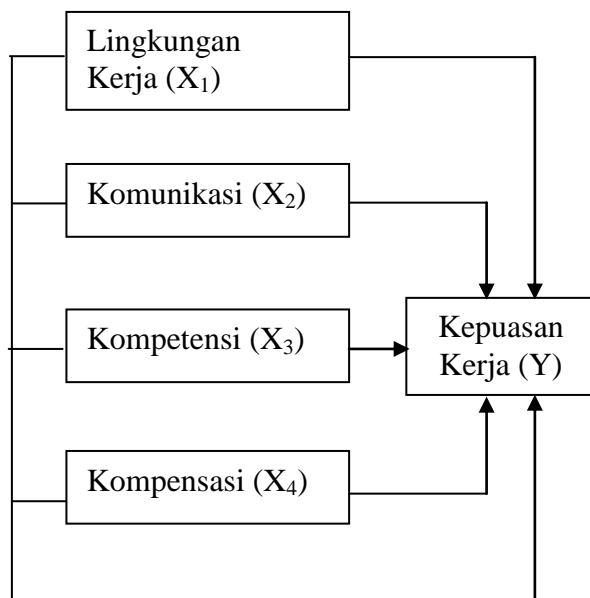 Lingkungan
Kerja (X₁)
Komunikasi (X₂)
Kompetensi (X₃)
Kepuasan
Kerja (Y)
Kompensasi (X₄)